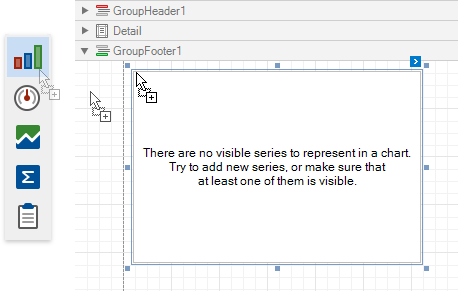 GroupHeader1
Detail
GroupFooter1
There are no visible series to represent in a chart.
Try to add new series, or make sure that
at least one of them is visible.